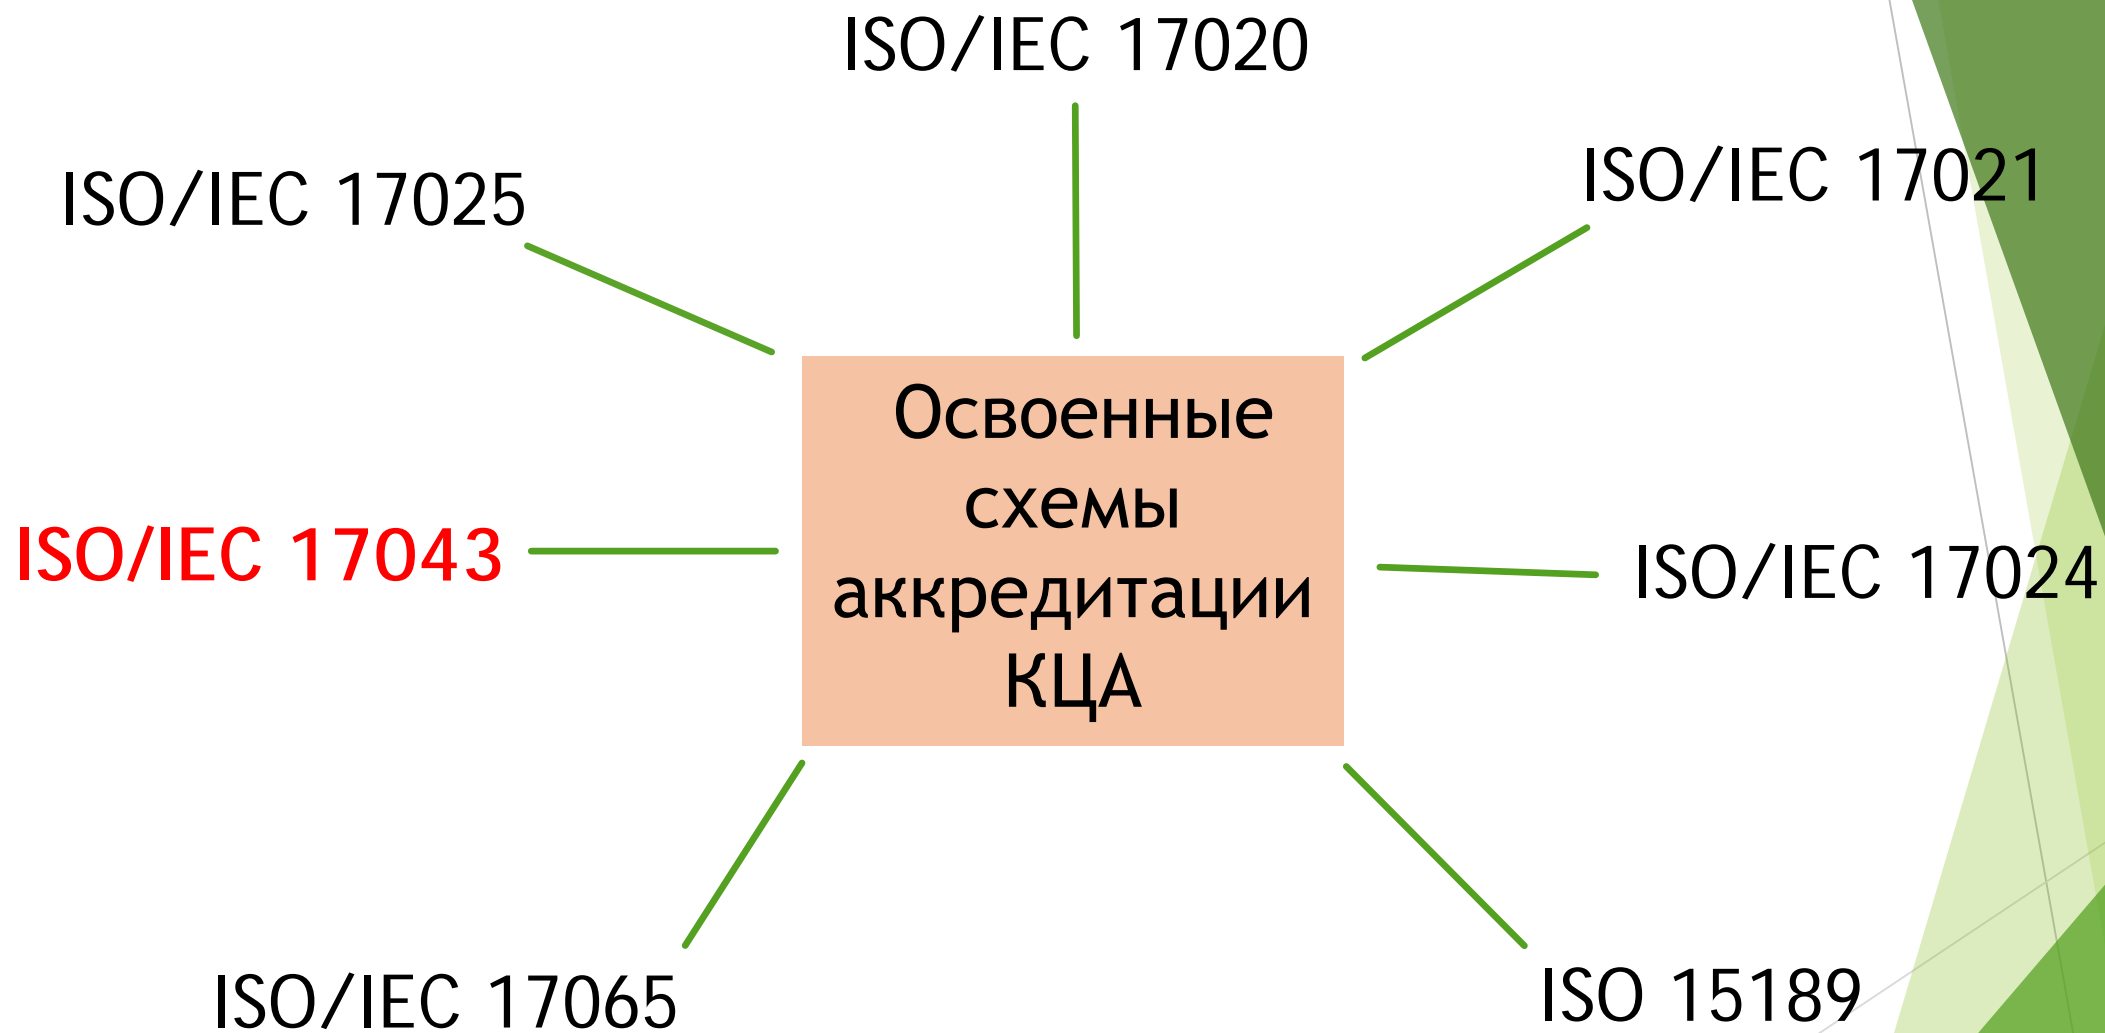 ISO/IEC 17020
ISO/IEC 17021
ISO/IEC 17025
Освоенные
схемы
аккредитации
КЦА
ISO/IEC 17043
ISO/IEC 17024
ISO/IEC 17065
ISO 15189